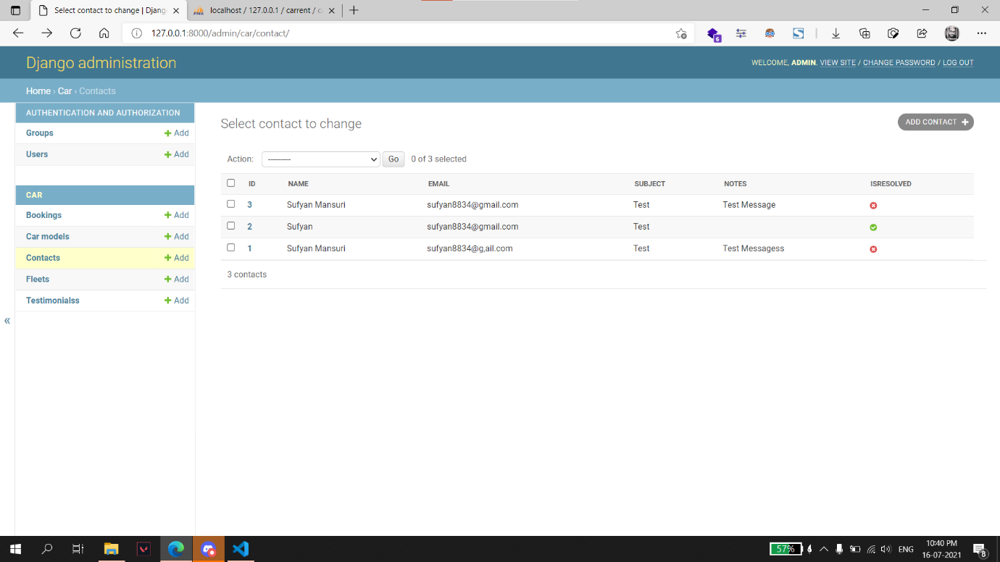 Select contact to change | Djang
PMA localhost / 127.0.0.1 / carrent / c
127.0.0.1:8000/admin/car/contact/
6
Django administration
WELCOME, ADMIN. VIEW SITE / CHANGE PASSWORD / LOG OUT
Home › Car › Contacts
AUTHENTICATION AND AUTHORIZATION
Groups + Add
Users + Add
CAR
Bookings + Add
Car models + Add
Contacts + Add
Fleets + Add
Testimonialss + Add
«
Select contact to change
ADD CONTACT +
Action: --------- Go 0 of 3 selected
ID NAME EMAIL SUBJECT NOTES ISRESOLVED
3 Sufyan Mansuri sufyan8834@gmail.com Test Test Message
2 Sufyan sufyan8834@gmail.com Test
1 Sufyan Mansuri sufyan8834@g,ail.com Test Test Messagess
3 contacts
57% ENG 10:40 PM
16-07-2021
8